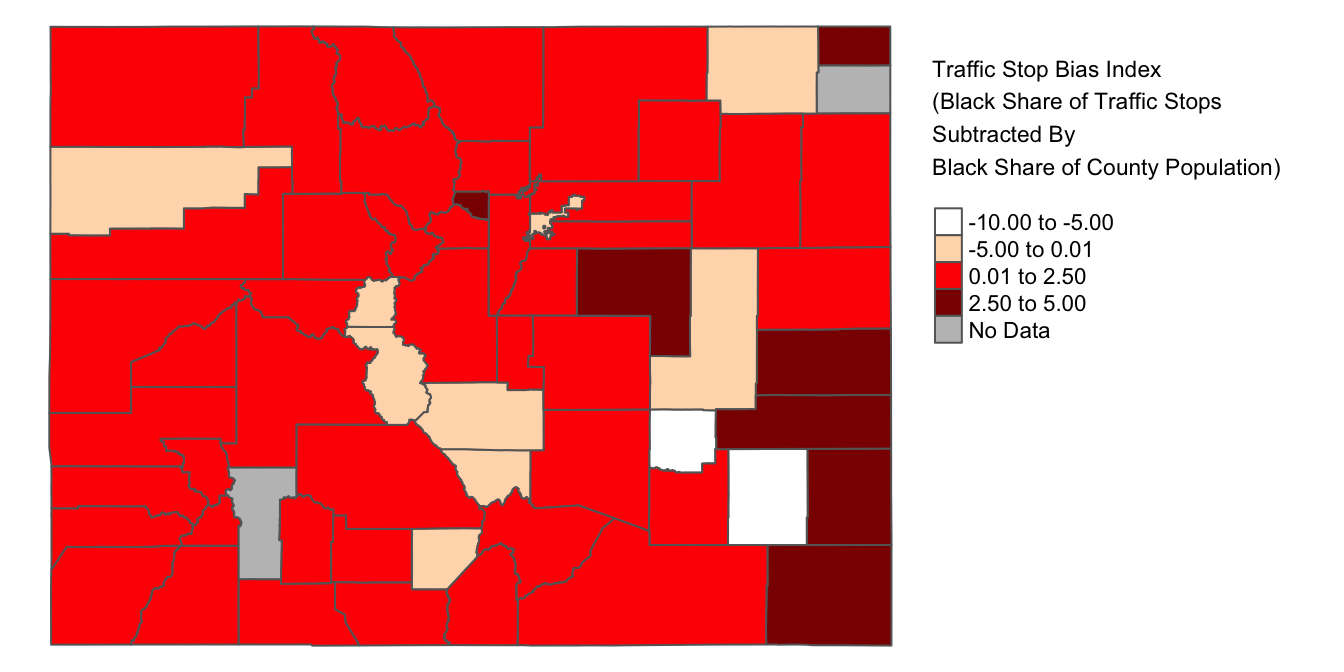 Traffic Stop Bias Index
(Black Share of Traffic Stops
Subtracted By
Black Share of County Population)
-10.00 to -5.00
-5.00 to 0.01
0.01 to 2.50
2.50 to 5.00
No Data